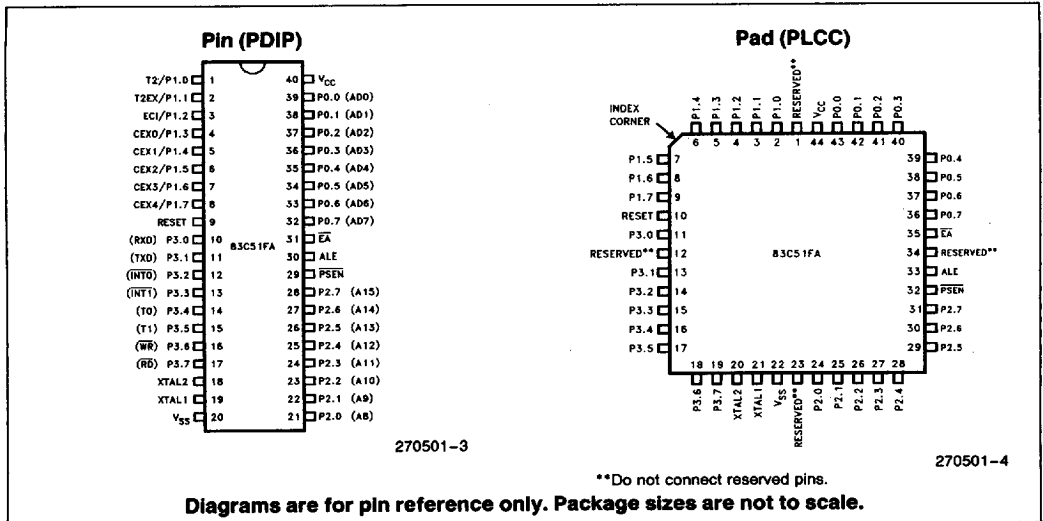 Pin (PDIP)
T2/P1.0 1
T2EX/P1.1 2
ECI/P1.2 3
CEX0/P1.3 4
CEX1/P1.4 5
CEX2/P1.5 6
CEX3/P1.6 7
CEX4/P1.7 8
RESET 9
(RXD) P3.0 10
(TXD) P3.1 11
(INT0) P3.2 12
(INT1) P3.3 13
(T0) P3.4 14
(T1) P3.5 15
(WR) P3.6 16
(RD) P3.7 17
XTAL2 18
XTAL1 19
VSS 20
83C51FA
40 VCC
39 P0.0 (AD0)
38 P0.1 (AD1)
37 P0.2 (AD2)
36 P0.3 (AD3)
35 P0.4 (AD4)
34 P0.5 (AD5)
33 P0.6 (AD6)
32 P0.7 (AD7)
31 EA
30 ALE
29 PSEN
28 P2.7 (A15)
27 P2.6 (A14)
26 P2.5 (A13)
25 P2.4 (A12)
24 P2.3 (A11)
23 P2.2 (A10)
22 P2.1 (A9)
21 P2.0 (A8)
270501-3
Pad (PLCC)
INDEX
CORNER
P1.4 P1.3 P1.2 P1.1 P1.0 RESERVED** VCC P0.0 P0.1 P0.2 P0.3
6 5 4 3 2 1 44 43 42 41 40
P1.5 7
P1.6 8
P1.7 9
RESET 10
P3.0 11
RESERVED** 12
P3.1 13
P3.2 14
P3.3 15
P3.4 16
P3.5 17
83C51FA
39 P0.4
38 P0.5
37 P0.6
36 P0.7
35 EA
34 RESERVED**
33 ALE
32 PSEN
31 P2.7
30 P2.6
29 P2.5
18 19 20 21 22 23 24 25 26 27 28
P3.6 P3.7 XTAL2 XTAL1 VSS RESERVED** P2.0 P2.1 P2.2 P2.3 P2.4
270501-4
**Do not connect reserved pins.
Diagrams are for pin reference only. Package sizes are not to scale.